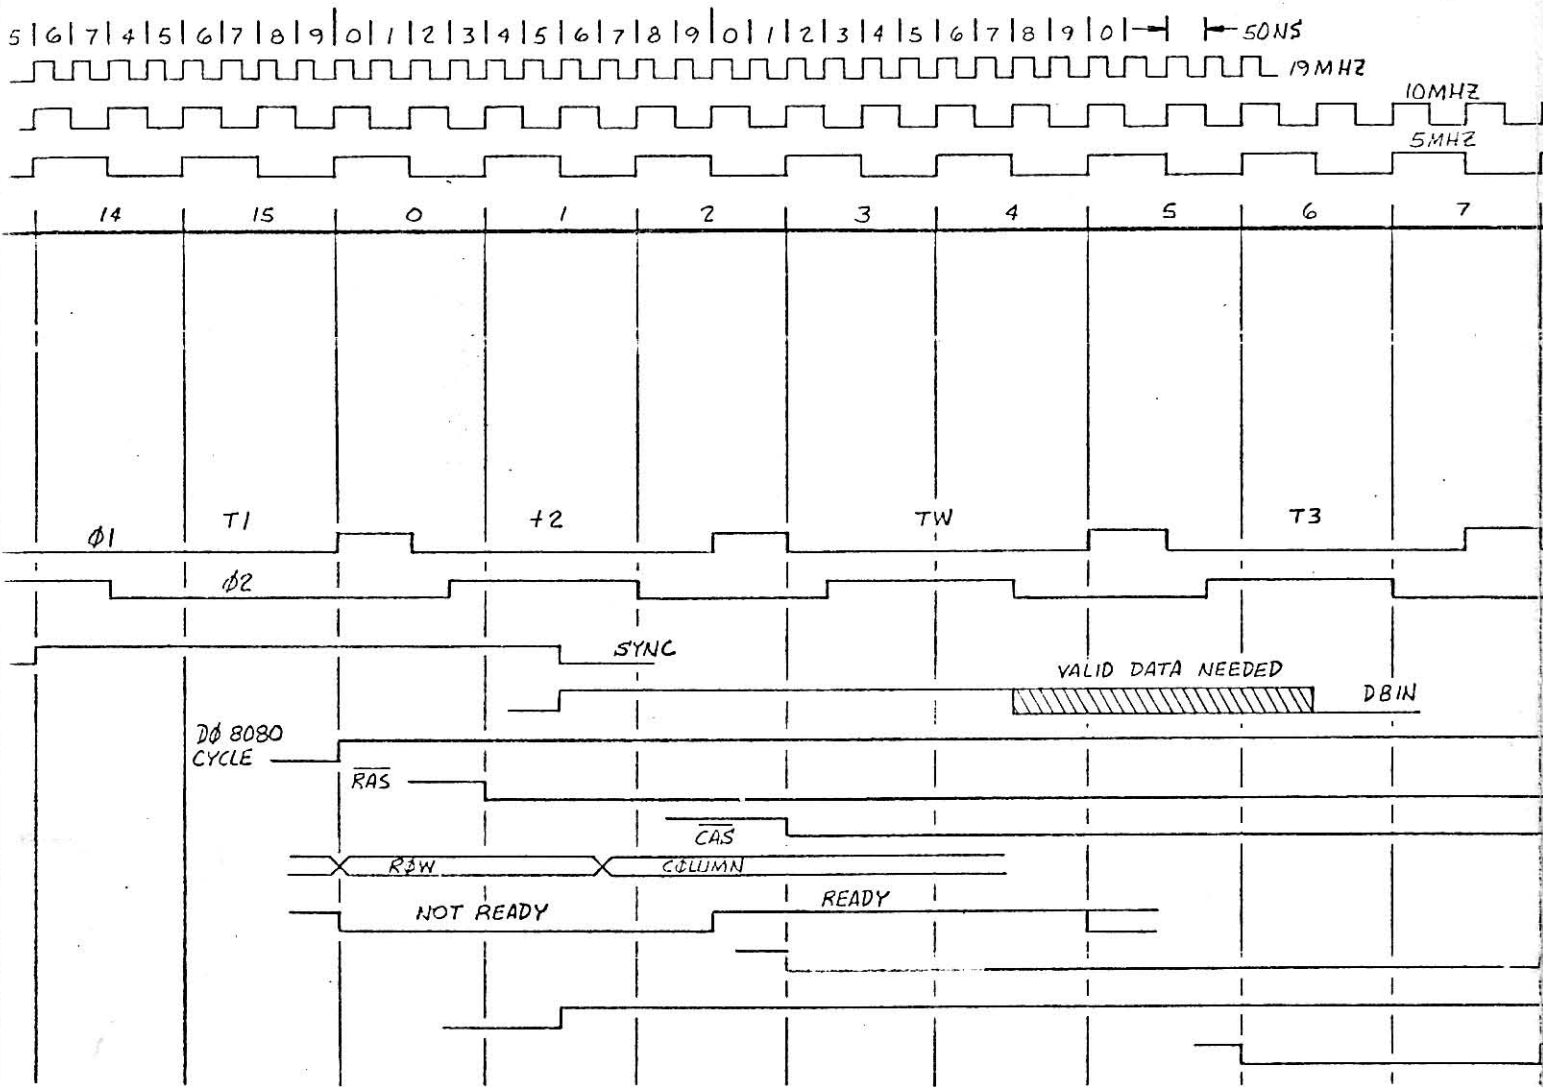 5|6|7|4|5|6|7|8|9|0|1|2|3|4|5|6|7|8|9|0|1|2|3|4|5|6|7|8|9|0| 50NS
19MHZ
10MHZ
5MHZ
14 15 0 1 2 3 4 5 6 7
T1 t2 TW T3
Ø1
Ø2
SYNC
VALID DATA NEEDED
DBIN
DØ 8080
CYCLE
RAS
CAS
RØW CØLUMN
NOT READY READY